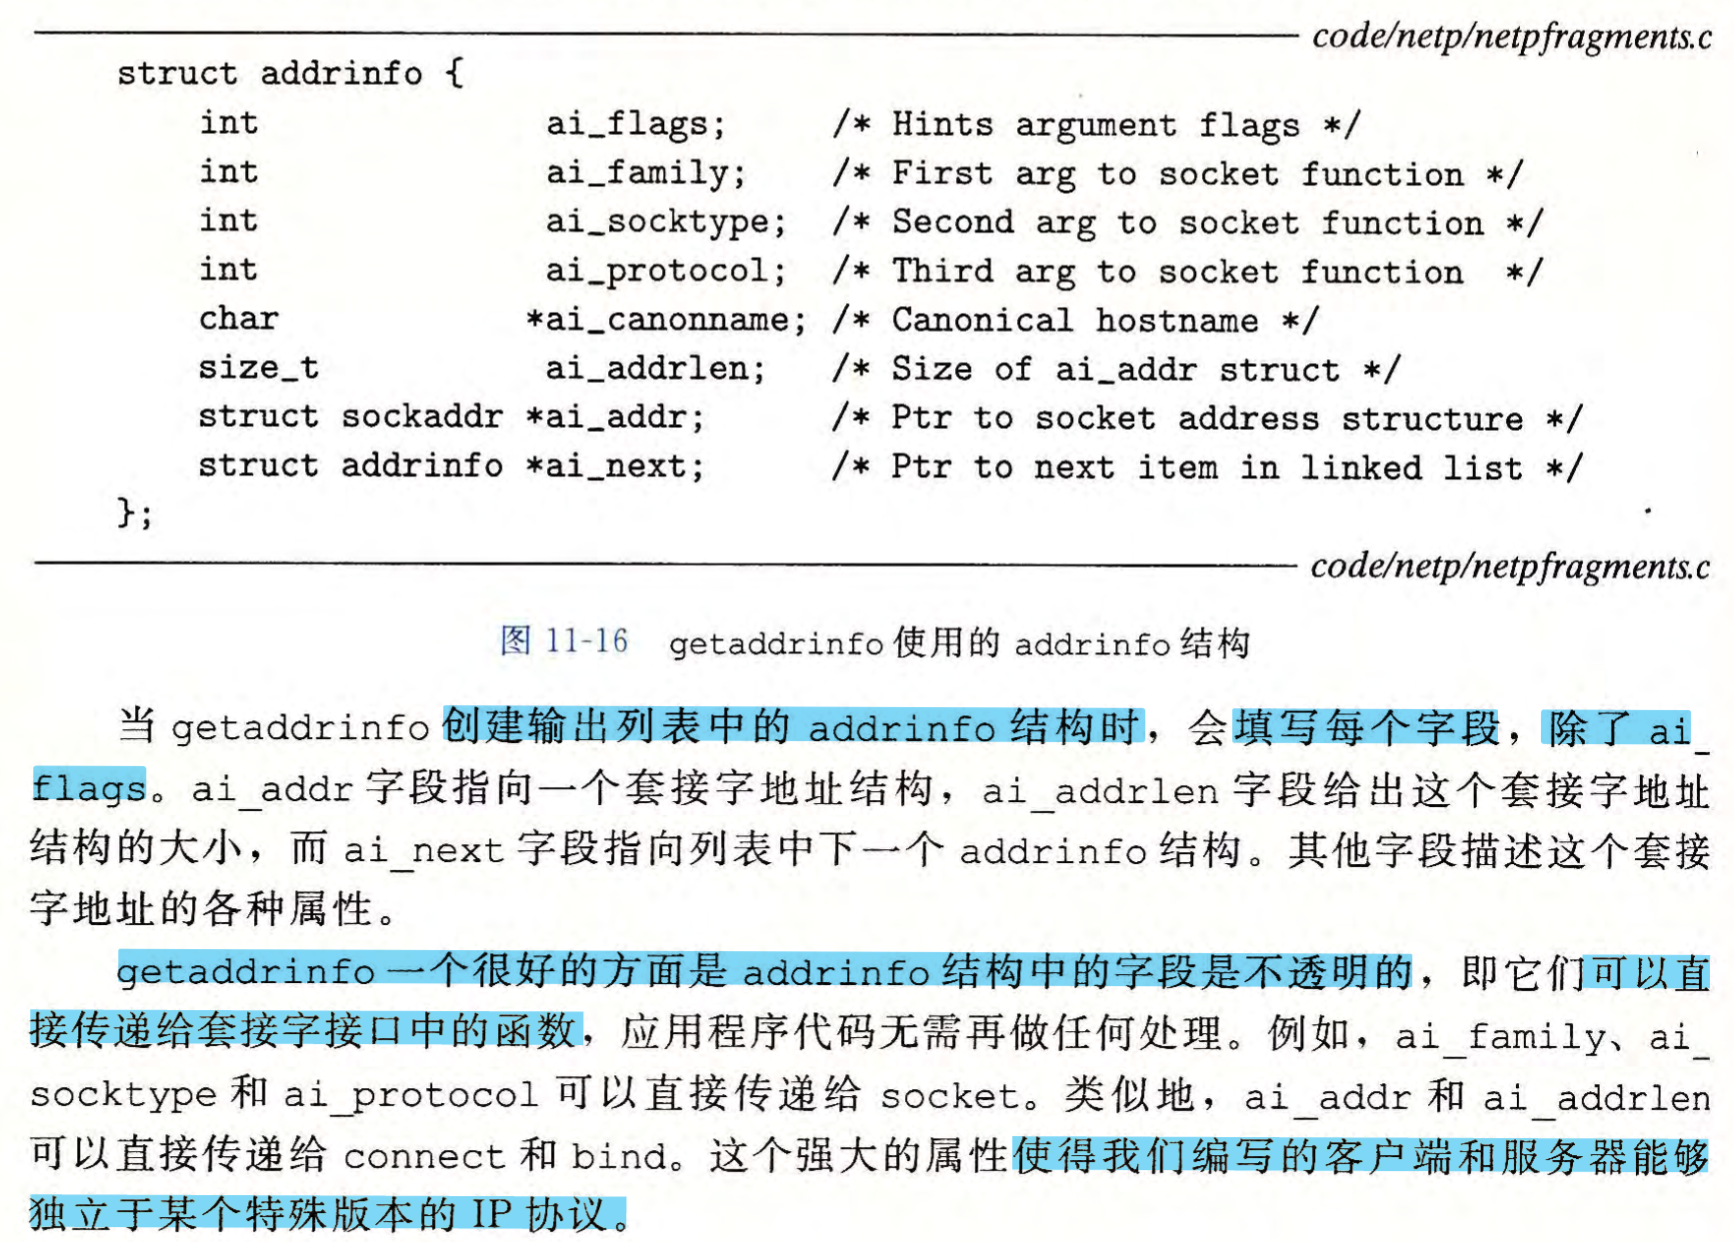 code/netp/netpfragments.c
struct addrinfo {
int ai_flags; /* Hints argument flags */
int ai_family; /* First arg to socket function */
int ai_socktype; /* Second arg to socket function */
int ai_protocol; /* Third arg to socket function */
char *ai_canonname; /* Canonical hostname */
size_t ai_addrlen; /* Size of ai_addr struct */
struct sockaddr *ai_addr; /* Ptr to socket address structure */
struct addrinfo *ai_next; /* Ptr to next item in linked list */
};
code/netp/netpfragments.c
图 11-16 getaddrinfo 使用的 addrinfo 结构
当 getaddrinfo 创建输出列表中的 addrinfo 结构时，会填写每个字段，除了 ai_
flags。ai_addr 字段指向一个套接字地址结构，ai_addrlen 字段给出这个套接字地址
结构的大小，而 ai_next 字段指向列表中下一个 addrinfo 结构。其他字段描述这个套接
字地址的各种属性。
getaddrinfo 一个很好的方面是 addrinfo 结构中的字段是不透明的，即它们可以直
接传递给套接字接口中的函数，应用程序代码无需再做任何处理。例如，ai_family、ai_
socktype 和 ai_protocol 可以直接传递给 socket。类似地，ai_addr 和 ai_addrlen
可以直接传递给 connect 和 bind。这个强大的属性使得我们编写的客户端和服务器能够
独立于某个特殊版本的 IP 协议。